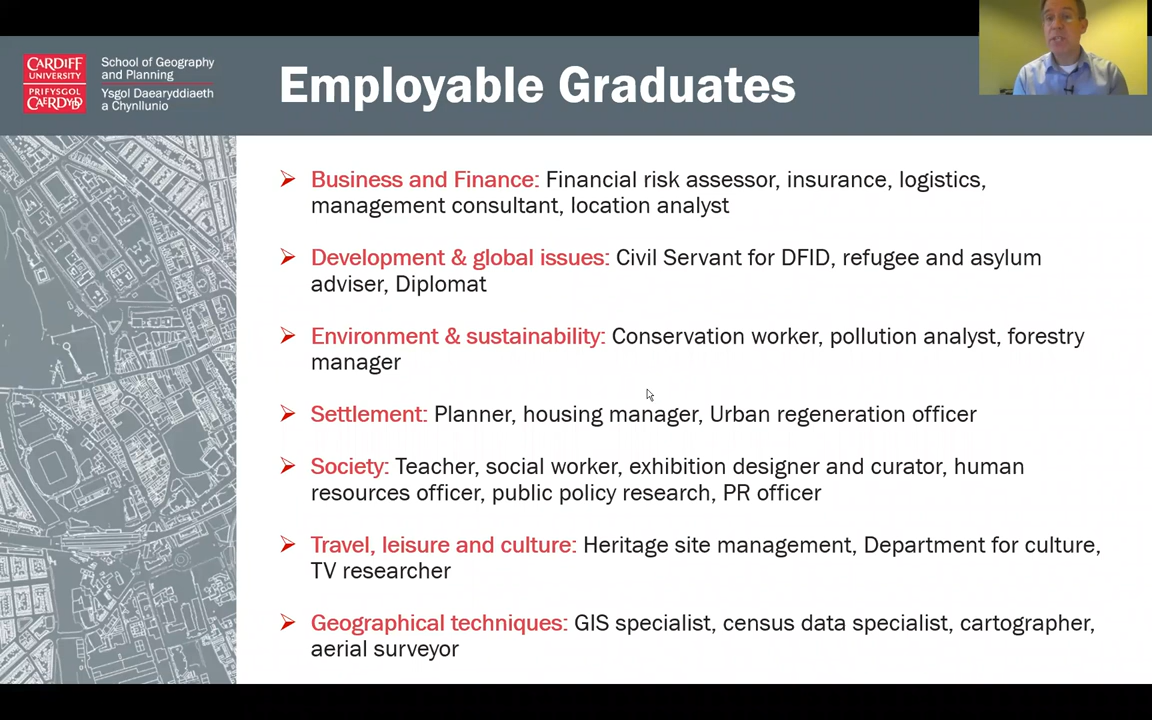 CARDIFF
UNIVERSITY
PRIFYSGOL
CAERDYDD
School of Geography
and Planning
Ysgol Daearyddiaeth
a Chynllunio
Employable Graduates
Business and Finance: Financial risk assessor, insurance, logistics,
management consultant, location analyst
Development & global issues: Civil Servant for DFID, refugee and asylum
adviser, Diplomat
Environment & sustainability: Conservation worker, pollution analyst, forestry
manager
Settlement: Planner, housing manager, Urban regeneration officer
Society: Teacher, social worker, exhibition designer and curator, human
resources officer, public policy research, PR officer
Travel, leisure and culture: Heritage site management, Department for culture,
TV researcher
Geographical techniques: GIS specialist, census data specialist, cartographer,
aerial surveyor